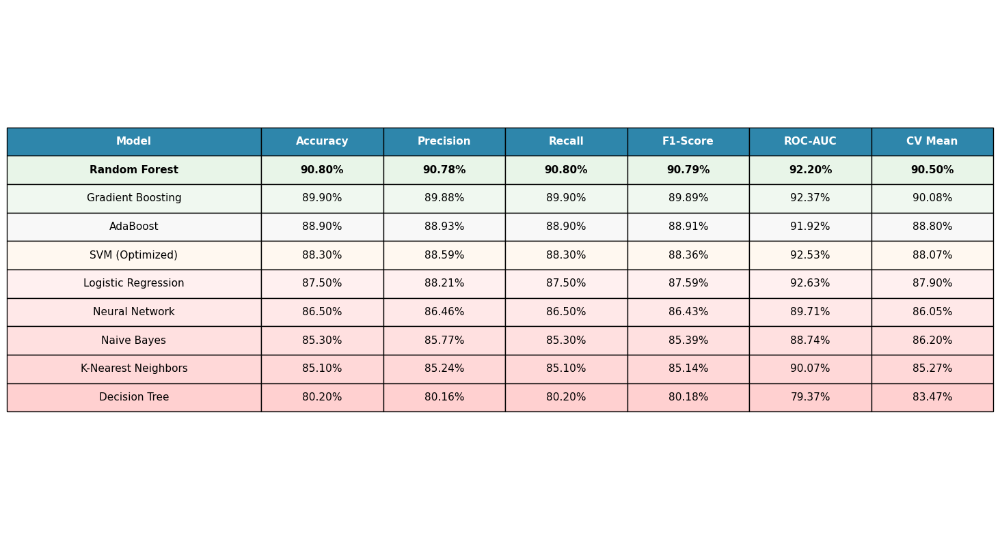 Model Accuracy Precision Recall F1-Score ROC-AUC CV Mean
Random Forest 90.80% 90.78% 90.80% 90.79% 92.20% 90.50%
Gradient Boosting 89.90% 89.88% 89.90% 89.89% 92.37% 90.08%
AdaBoost 88.90% 88.93% 88.90% 88.91% 91.92% 88.80%
SVM (Optimized) 88.30% 88.59% 88.30% 88.36% 92.53% 88.07%
Logistic Regression 87.50% 88.21% 87.50% 87.59% 92.63% 87.90%
Neural Network 86.50% 86.46% 86.50% 86.43% 89.71% 86.05%
Naive Bayes 85.30% 85.77% 85.30% 85.39% 88.74% 86.20%
K-Nearest Neighbors 85.10% 85.24% 85.10% 85.14% 90.07% 85.27%
Decision Tree 80.20% 80.16% 80.20% 80.18% 79.37% 83.47%